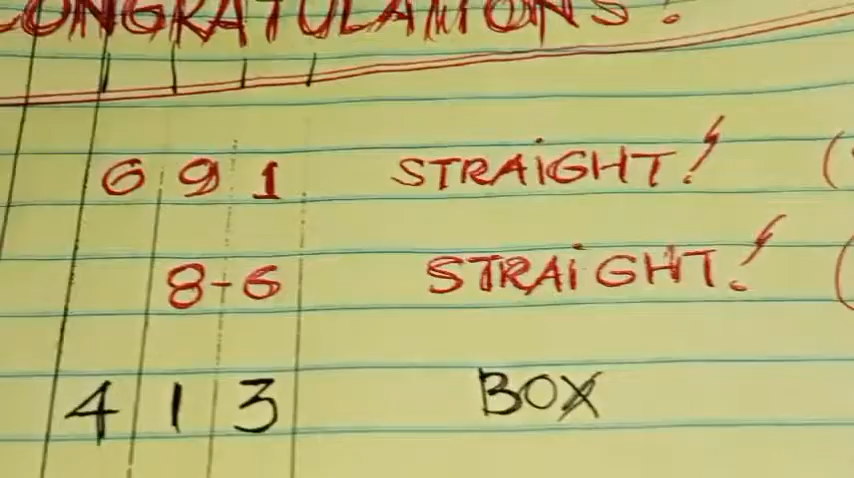 CONGRATULATIONS!
6 9 1 STRAIGHT!
8-6 STRAIGHT!
4 1 3 BOX